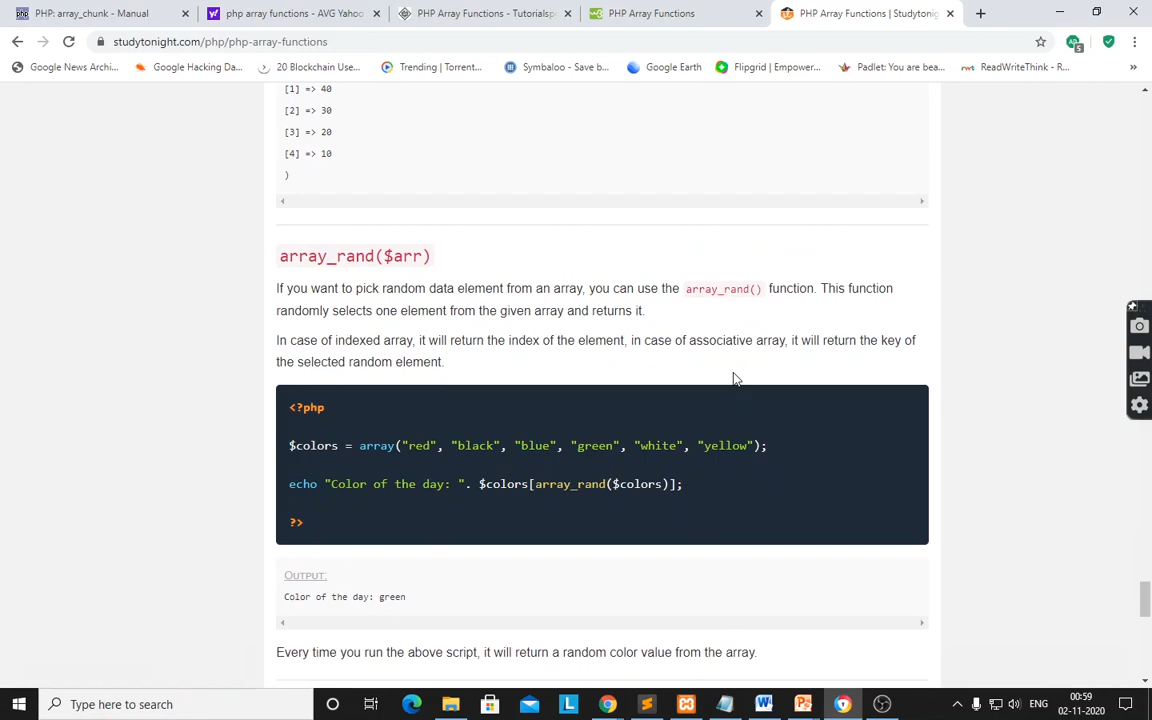 PHP: array_chunk - Manual
php array functions - AVG Yahoo
PHP Array Functions - Tutorialsp
PHP Array Functions
PHP Array Functions | Studytonig
studytonight.com/php/php-array-functions
5
Google News Archi...
Google Hacking Da...
20 Blockchain Use...
Trending | Torrent...
Symbaloo - Save b...
Google Earth
Flipgrid | Empower...
Padlet: You are bea...
ReadWriteThink - R...
[1] => 40
[2] => 30
[3] => 20
[4] => 10
)
array_rand($arr)
If you want to pick random data element from an array, you can use the array_rand() function. This function
randomly selects one element from the given array and returns it.
In case of indexed array, it will return the index of the element, in case of associative array, it will return the key of
the selected random element.
<?php
$colors = array("red", "black", "blue", "green", "white", "yellow");
echo "Color of the day: ". $colors[array_rand($colors)];
?>
OUTPUT:
Color of the day: green
Every time you run the above script, it will return a random color value from the array.
Type here to search
ENG
00:59
02-11-2020